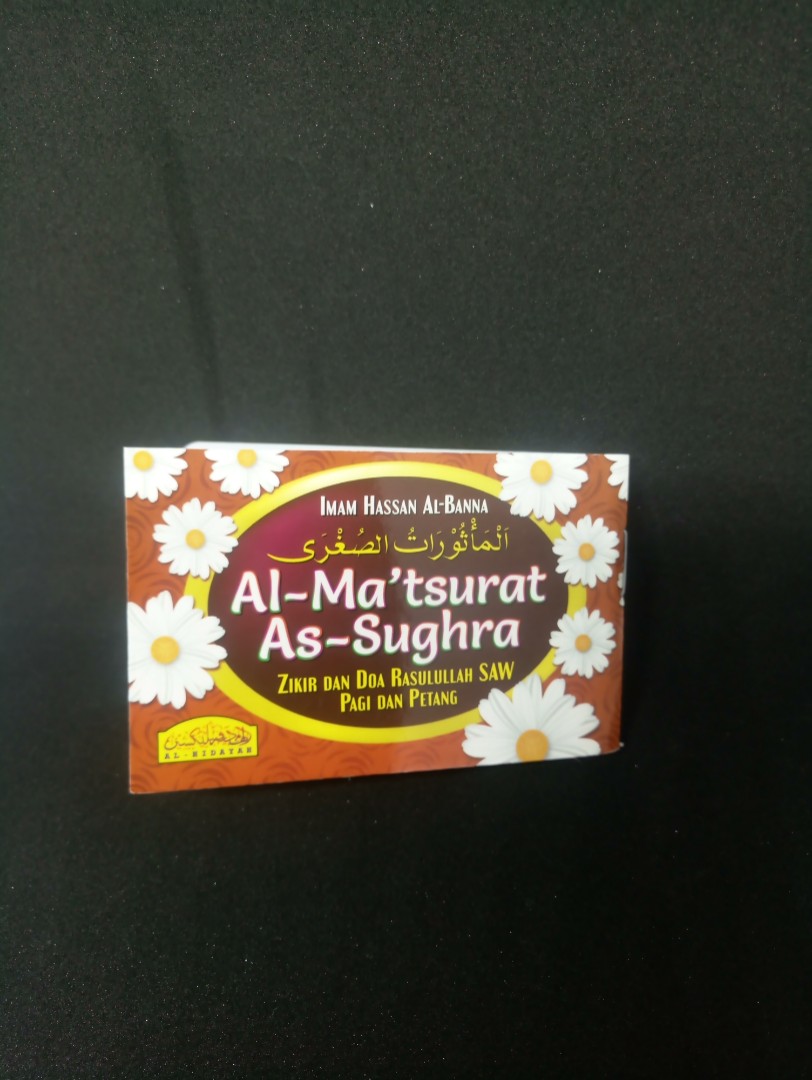 IMAM HASSAN AL-BANNA
اَلْمَأْثُوْرَاتُ الصُّغْرَى
Al-Ma'tsurat
As-Sughra
ZIKIR DAN DOA RASULULLAH SAW
PAGI DAN PETANG
AL-HIDAYAH